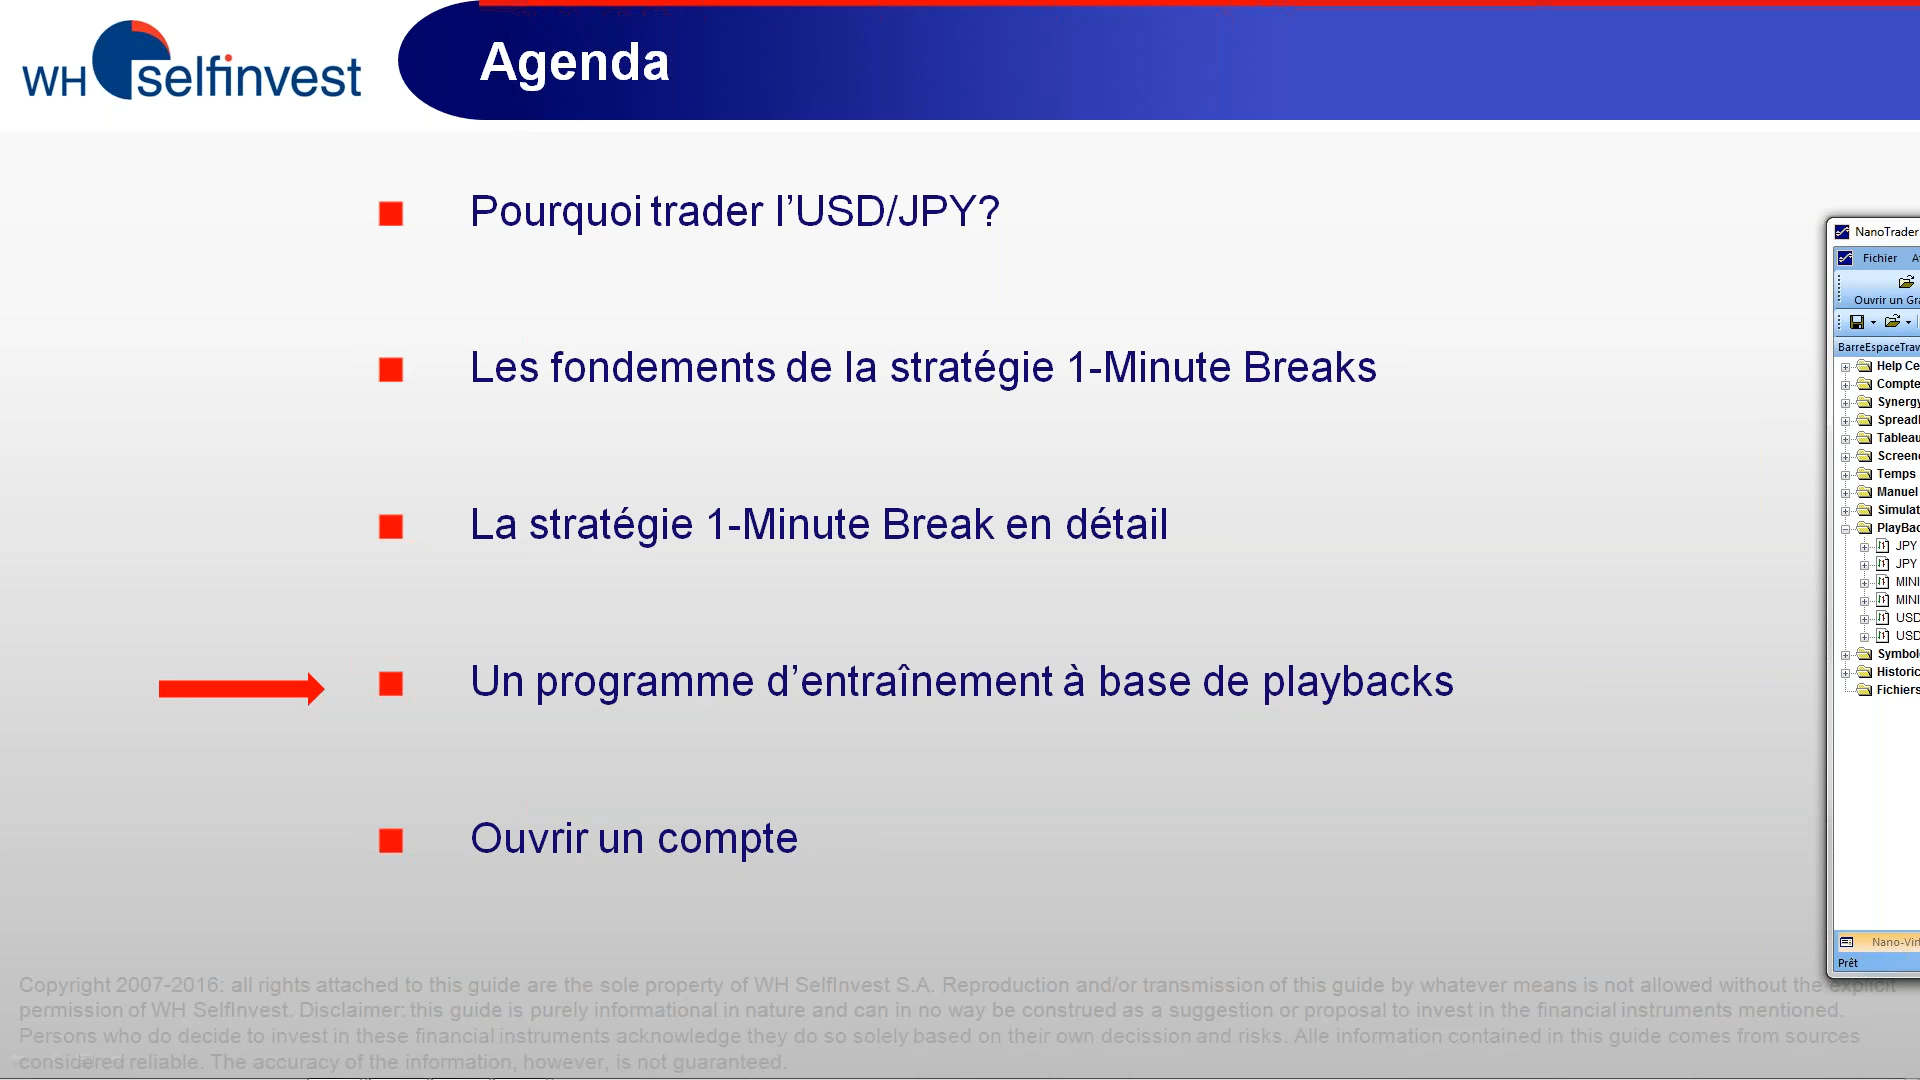 WH selfinvest
Agenda
Pourquoi trader l’USD/JPY?
Les fondements de la stratégie 1-Minute Breaks
La stratégie 1-Minute Break en détail
Un programme d’entraînement à base de playbacks
Ouvrir un compte
NanoTrader
Fichier
Ouvrir un
Help
JPY
JPY
Temps
Manuel
Prêt
Copyright 2007-2016: all rights attached to this guide are the sole property of WH SelfInvest S.A. Reproduction and/or transmission of this guide by whatever means is not allowed without the explicit
permission of WH SelfInvest. Disclaimer: this guide is purely informational in nature and can in no way be construed as a suggestion or proposal to invest in the financial instruments mentioned.
Persons who do decide to invest in these financial instruments acknowledge they do so solely based on their own decission and risks. Alle information contained in this guide comes from sources
considered reliable. The accuracy of the information, however, is not guaranteed.